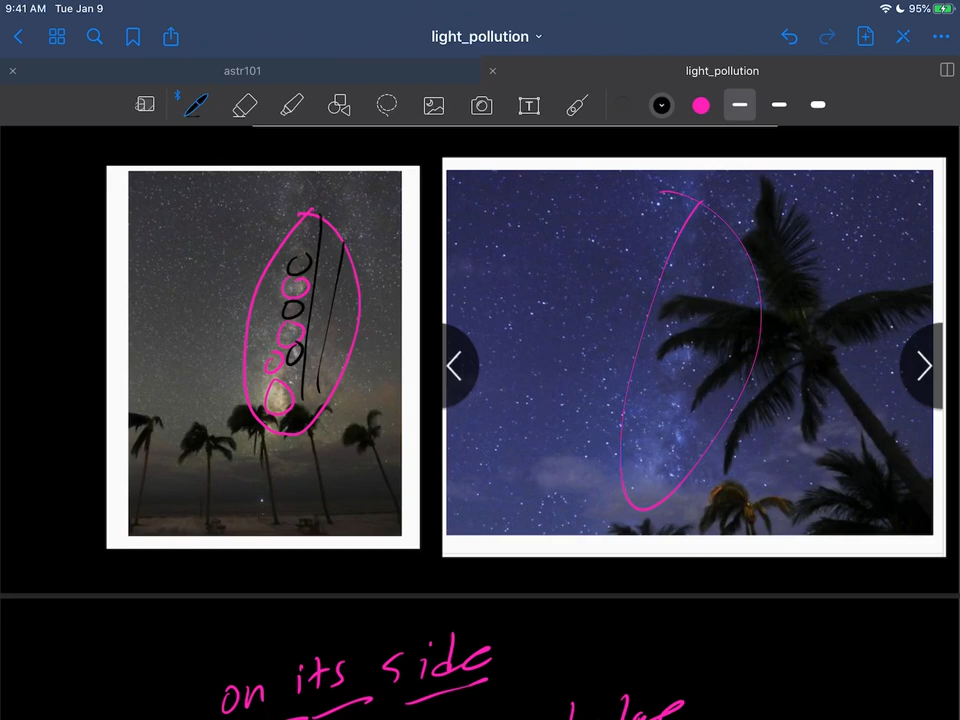 9:41 AM Tue Jan 9
95%
light_pollution
astr101
light_pollution
T
on its side